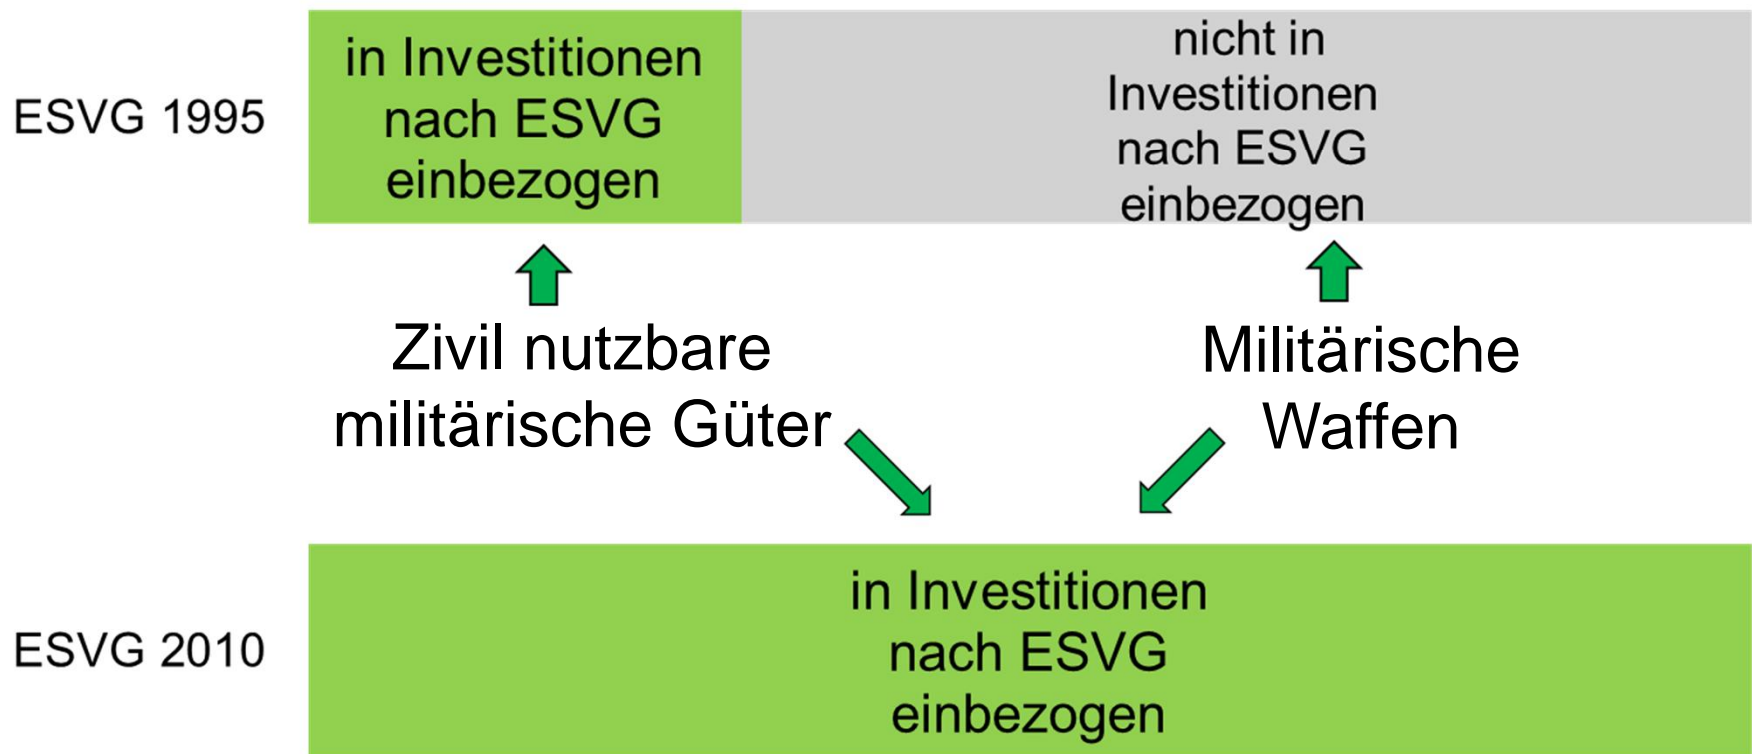 ESVG 1995
in Investitionen
nach ESVG
einbezogen
nicht in
Investitionen
nach ESVG
einbezogen
Zivil nutzbare
militärische Güter
Militärische
Waffen
ESVG 2010
in Investitionen
nach ESVG
einbezogen